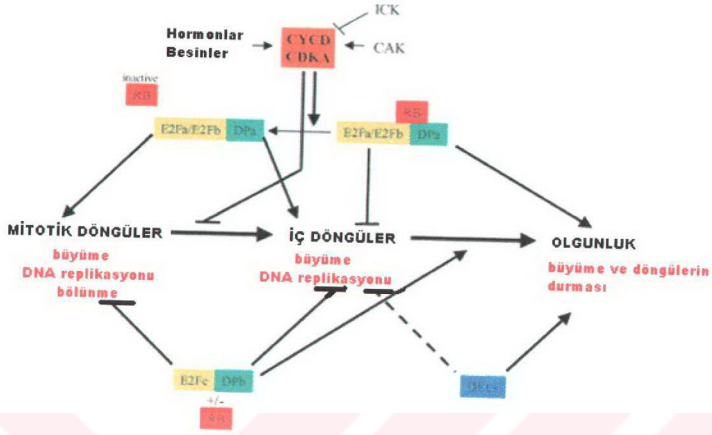 ICK
Hormonlar
Besinler
CYCD
CDKA
CAK
inactive
RB
E2Fa/E2Fb DPa
RB
E2Fa/E2Fb DPa
MİTOTİK DÖNGÜLER
büyüme
DNA replikasyonu
bölünme
İÇ DÖNGÜLER
büyüme
DNA replikasyonu
OLGUNLUK
büyüme ve döngülerin
durması
E2Fc DPb
+/-
RB